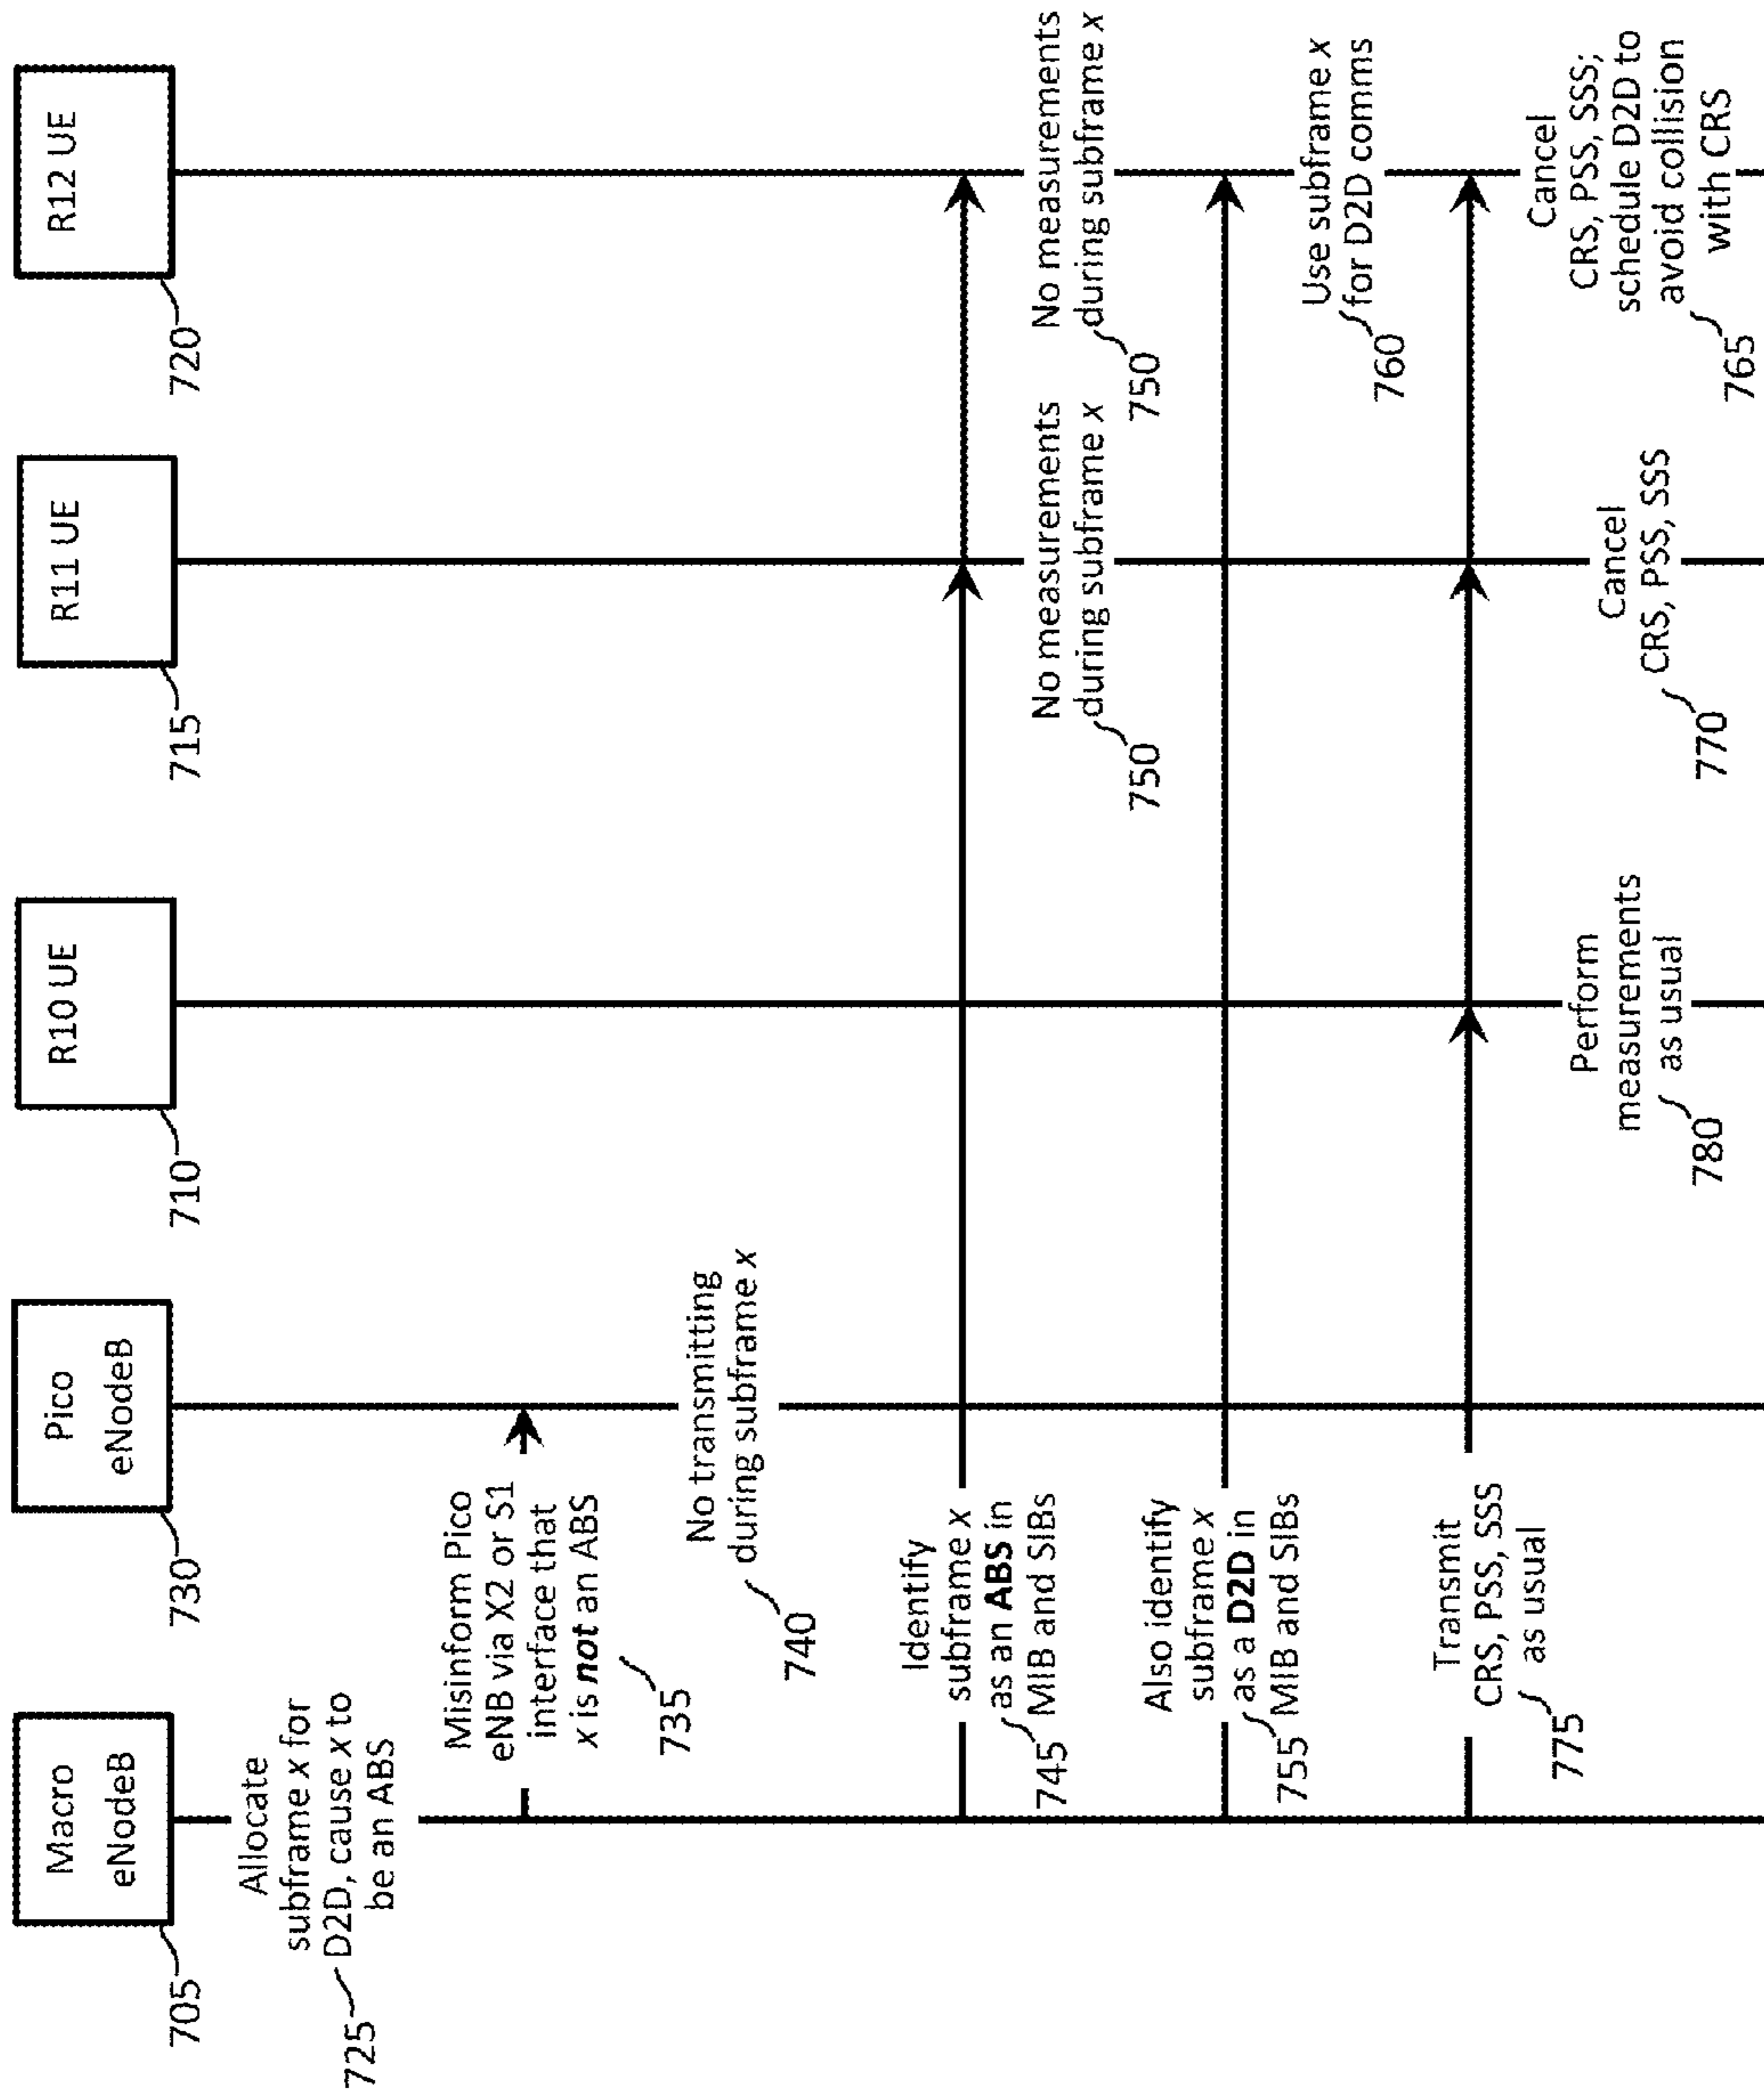 Macro
eNodeB
705
Pico
eNodeB
730
R10 UE
710
R11 UE
715
R12 UE
720
Allocate
subframe x for
D2D, cause x to
be an ABS
725
Misinform Pico
eNB via X2 or S1
interface that
x is not an ABS
735
No transmitting
during subframe x
740
Identify
subframe x
as an ABS in
MIB and SIBs
745
No measurements
during subframe x
750
No measurements
during subframe x
750
Also identify
subframe x
as a D2D in
MIB and SIBs
755
Use subframe x
for D2D comms
760
Transmit
CRS, PSS, SSS
as usual
775
Perform
measurements
as usual
780
Cancel
CRS, PSS, SSS
770
Cancel
CRS, PSS, SSS;
schedule D2D to
avoid collision
with CRS
765